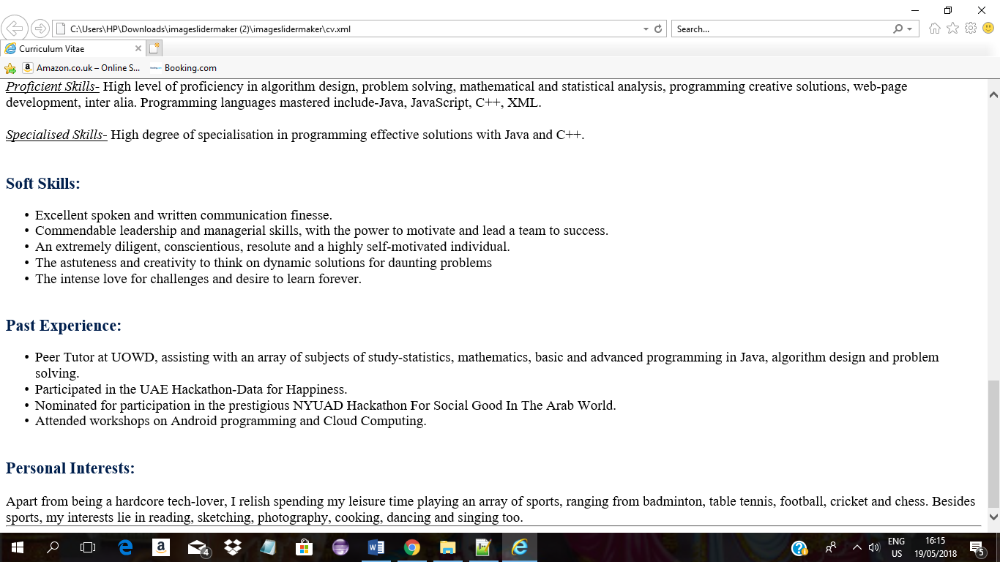 C:\Users\HP\Downloads\imageslidermaker (2)\imageslidermaker\cv.xml
Search...
Curriculum Vitae
Amazon.co.uk – Online S...
Booking.com
Proficient Skills- High level of proficiency in algorithm design, problem solving, mathematical and statistical analysis, programming creative solutions, web-page
development, inter alia. Programming languages mastered include-Java, JavaScript, C++, XML.
Specialised Skills- High degree of specialisation in programming effective solutions with Java and C++.
Soft Skills:
• Excellent spoken and written communication finesse.
• Commendable leadership and managerial skills, with the power to motivate and lead a team to success.
• An extremely diligent, conscientious, resolute and a highly self-motivated individual.
• The astuteness and creativity to think on dynamic solutions for daunting problems
• The intense love for challenges and desire to learn forever.
Past Experience:
• Peer Tutor at UOWD, assisting with an array of subjects of study-statistics, mathematics, basic and advanced programming in Java, algorithm design and problem
solving.
• Participated in the UAE Hackathon-Data for Happiness.
• Nominated for participation in the prestigious NYUAD Hackathon For Social Good In The Arab World.
• Attended workshops on Android programming and Cloud Computing.
Personal Interests:
Apart from being a hardcore tech-lover, I relish spending my leisure time playing an array of sports, ranging from badminton, table tennis, football, cricket and chess. Besides
sports, my interests lie in reading, sketching, photography, cooking, dancing and singing too.
4
ENG
US
16:15
19/05/2018
5